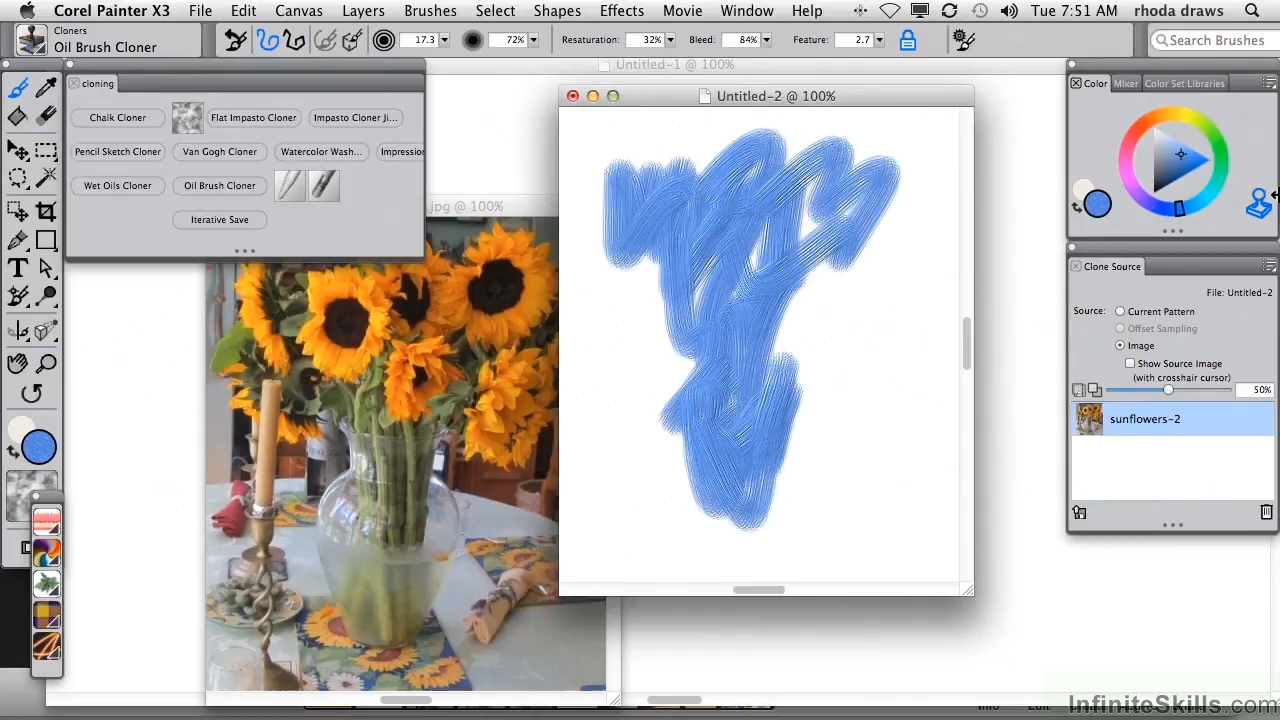 Corel Painter X3 File Edit Canvas Layers Brushes Select Shapes Effects Movie Window Help Tue 7:51 AM rhoda draws
Cloners
Oil Brush Cloner
17.3 72% Resaturation: 32% Bleed: 84% Feature: 2.7 Search Brushes
Untitled-1 @ 100%
cloning
Chalk Cloner Flat Impasto Cloner Impasto Cloner Ji...
Pencil Sketch Cloner Van Gogh Cloner Watercolor Wash... Impression
Wet Oils Cloner Oil Brush Cloner
Iterative Save
.jpg @ 100%
Untitled-2 @ 100%
Color Mixer Color Set Libraries
Clone Source
File: Untitled-2
Source: Current Pattern
Offset Sampling
Image
Show Source Image
(with crosshair cursor)
50%
sunflowers-2
T
InfiniteSkills.com